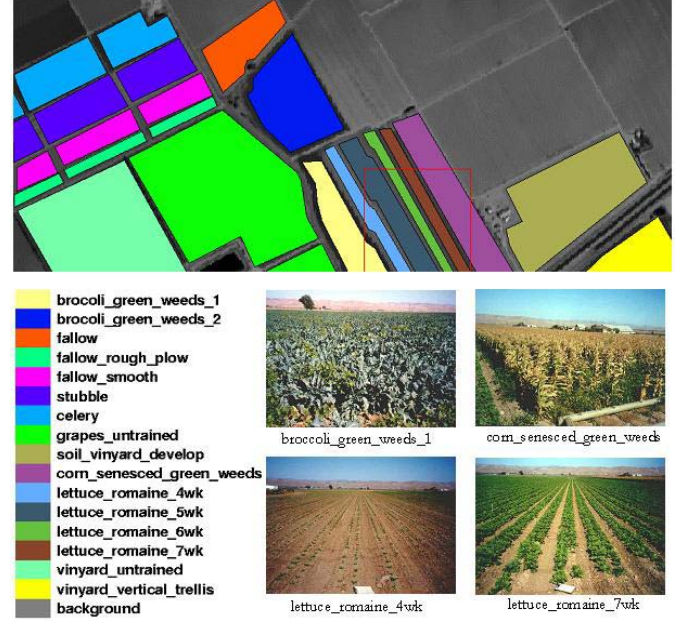 brocoli_green_weeds_1
brocoli_green_weeds_2
fallow
fallow_rough_plow
fallow_smooth
stubble
celery
grapes_untrained
soil_vinyard_develop
corn_senesced_green_weeds
lettuce_romaine_4wk
lettuce_romaine_5wk
lettuce_romaine_6wk
lettuce_romaine_7wk
vinyard_untrained
vinyard_vertical_trellis
background
broccoli_green_weeds_1
corn_senesced_green_weeds
lettuce_romaine_4wk
lettuce_romaine_7wk